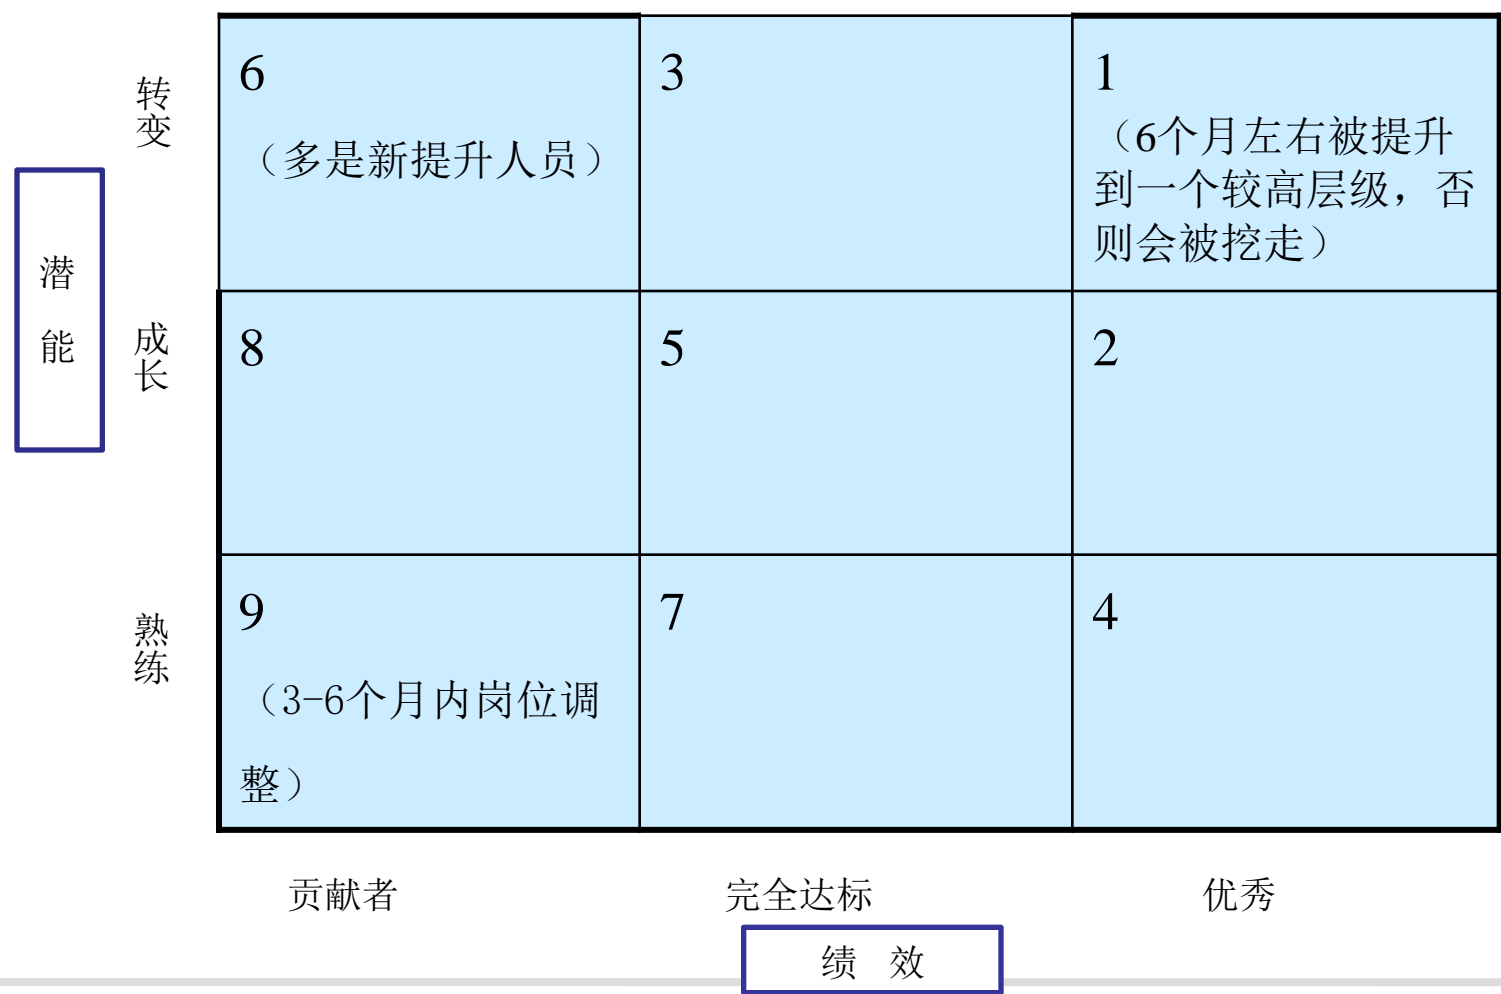 转变
6
（多是新提升人员）
3
1
（6个月左右被提升
到一个较高层级，否
则会被挖走）
潜
能
成长
8
5
2
熟练
9
（3-6个月内岗位调
整）
7
4
贡献者
完全达标
优秀
绩 效